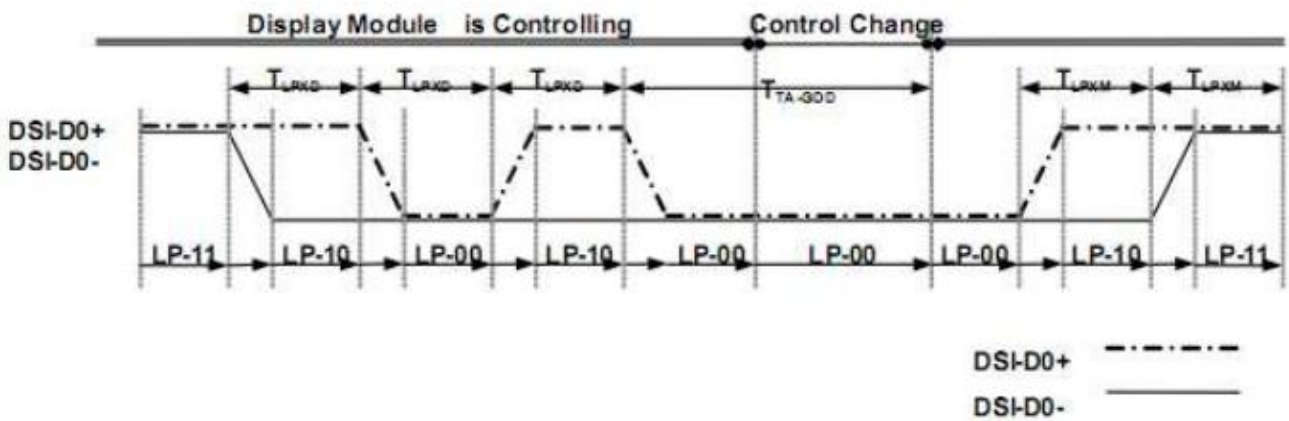 Display Module is Controlling Control Change
TLPXD TLPXD TLPXD TTA-GOD TLPXM TLPXM
DSI-D0+
DSI-D0-
LP-11 LP-10 LP-00 LP-10 LP-00 LP-00 LP-00 LP-10 LP-11
DSI-D0+
DSI-D0-